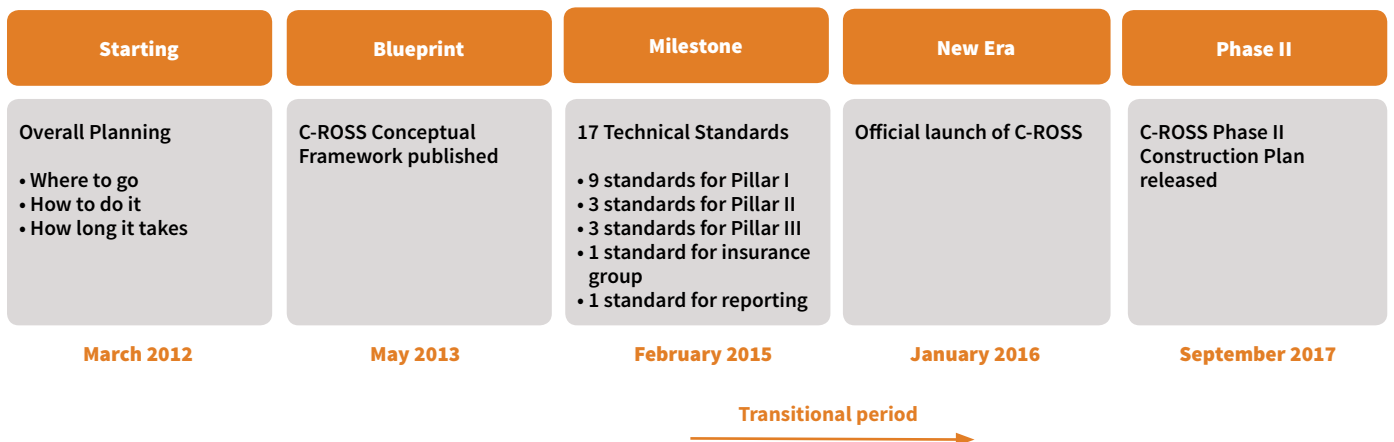 Starting
Overall Planning
• Where to go
• How to do it
• How long it takes
March 2012
Blueprint
C-ROSS Conceptual
Framework published
May 2013
Milestone
17 Technical Standards
• 9 standards for Pillar I
• 3 standards for Pillar II
• 3 standards for Pillar III
• 1 standard for insurance
group
• 1 standard for reporting
February 2015
New Era
Official launch of C-ROSS
January 2016
Phase II
C-ROSS Phase II
Construction Plan
released
September 2017
Transitional period